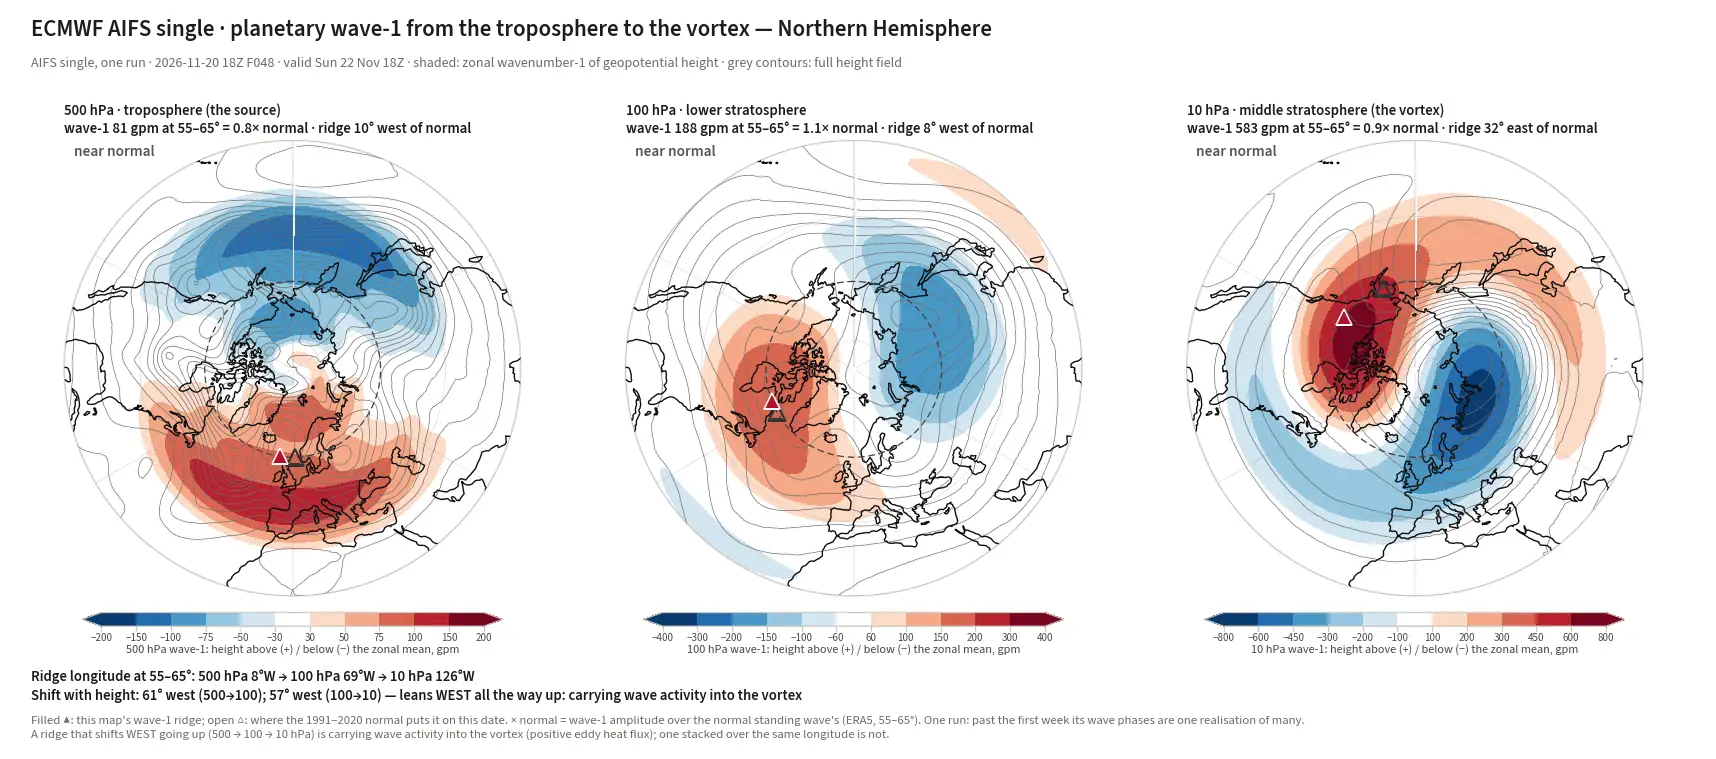 ECMWF AIFS single · planetary wave-1 from the troposphere to the vortex — Northern Hemisphere
AIFS single, one run · 2026-11-20 18Z F048 · valid Sun 22 Nov 18Z · shaded: zonal wavenumber-1 of geopotential height · grey contours: full height field
500 hPa · troposphere (the source)
wave-1 81 gpm at 55–65° = 0.8× normal · ridge 10° west of normal
near normal
100 hPa · lower stratosphere
wave-1 188 gpm at 55–65° = 1.1× normal · ridge 8° west of normal
near normal
10 hPa · middle stratosphere (the vortex)
wave-1 583 gpm at 55–65° = 0.9× normal · ridge 32° east of normal
near normal
−200 −150 −100 −75 −50 −30 30 50 75 100 150 200
500 hPa wave-1: height above (+) / below (−) the zonal mean, gpm
−400 −300 −200 −150 −100 −60 60 100 150 200 300 400
100 hPa wave-1: height above (+) / below (−) the zonal mean, gpm
−800 −600 −450 −300 −200 −100 100 200 300 450 600 800
10 hPa wave-1: height above (+) / below (−) the zonal mean, gpm
Ridge longitude at 55–65°: 500 hPa 8°W → 100 hPa 69°W → 10 hPa 126°W
Shift with height: 61° west (500→100); 57° west (100→10) — leans WEST all the way up: carrying wave activity into the vortex
Filled ▲: this map's wave-1 ridge; open △: where the 1991–2020 normal puts it on this date. × normal = wave-1 amplitude over the normal standing wave's (ERA5, 55–65°). One run: past the first week its wave phases are one realisation of many.
A ridge that shifts WEST going up (500 → 100 → 10 hPa) is carrying wave activity into the vortex (positive eddy heat flux); one stacked over the same longitude is not.